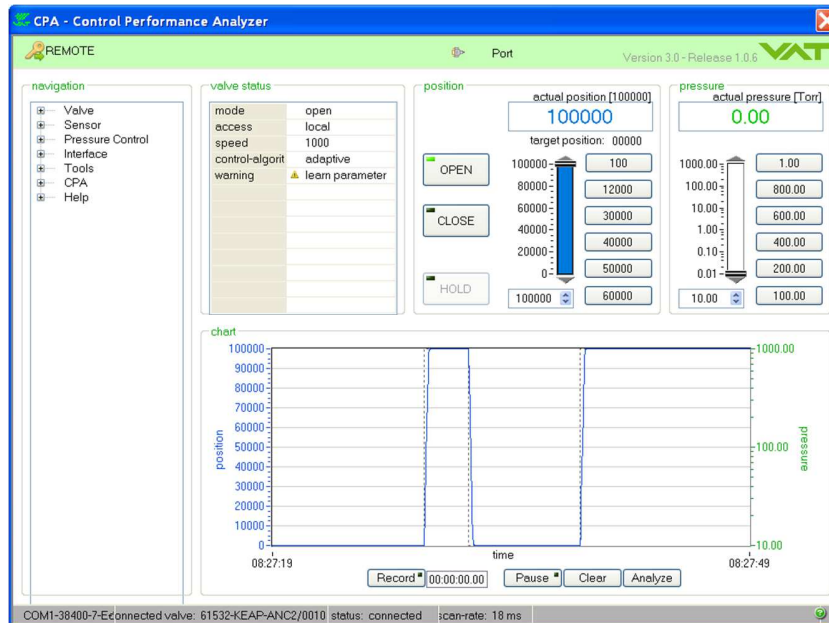 CPA - Control Performance Analyzer
REMOTE
Port
Version 3.0 - Release 1.0.6
VAT
navigation
Valve
Sensor
Pressure Control
Interface
Tools
CPA
Help
valve status
mode open
access local
speed 1000
control-algorit adaptive
warning learn parameter
position
actual position [100000]
100000
target position: 00000
OPEN
CLOSE
HOLD
100000
80000
60000
40000
20000
0
100000
100
12000
30000
40000
50000
60000
pressure
actual pressure [Torr]
0.00
1000.00
100.00
10.00
1.00
0.10
0.01
10.00
1.00
800.00
600.00
400.00
200.00
100.00
chart
position
100000
90000
80000
70000
60000
50000
40000
30000
20000
10000
0
1000.00
100.00
10.00
pressure
08:27:19
time
08:27:49
Record 00:00:00.00 Pause Clear Analyze
COM1-38400-7-E connected valve: 61532-KEAP-ANC2/0010 status: connected scan-rate: 18 ms